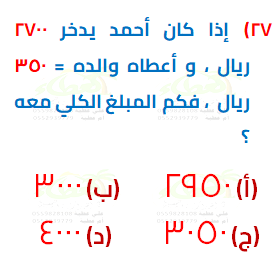 ٢٧) إذا كان أحمد يدخر ٢٧٠٠
ريال ، و أعطاه والده = ٣٥٠
ريال ، فكم المبلغ الكلي معه
؟
(أ) ٢٩٥٠ (ب) ٣٠٠٠
(ج) ٣٠٥٠ (د) ٤٠٠٠